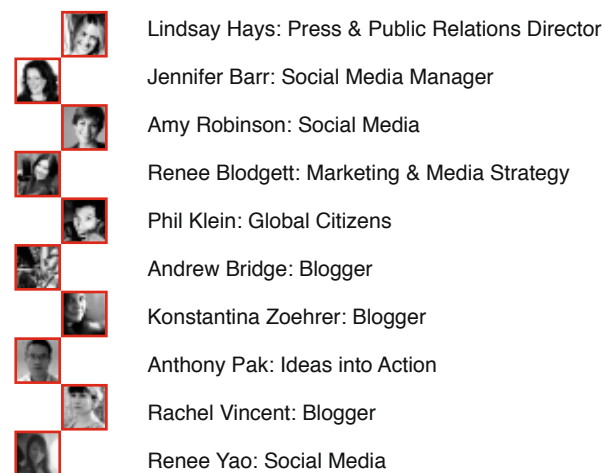 Lindsay Hays: Press & Public Relations Director
Jennifer Barr: Social Media Manager
Amy Robinson: Social Media
Renee Blodgett: Marketing & Media Strategy
Phil Klein: Global Citizens
Andrew Bridge: Blogger
Konstantina Zoehrer: Blogger
Anthony Pak: Ideas into Action
Rachel Vincent: Blogger
Renee Yao: Social Media